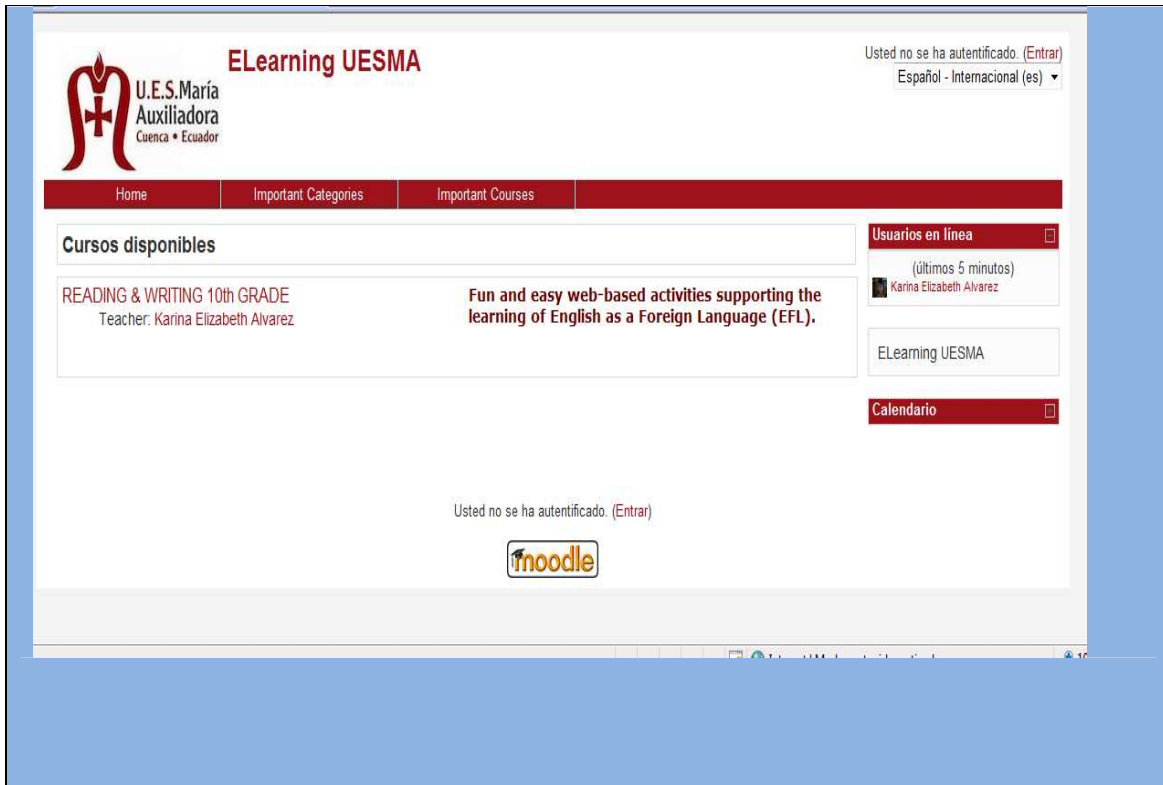 ELearning UESMA
U.E.S.María
Auxiliadora
Cuenca • Ecuador
Usted no se ha autentificado. (Entrar)
Español - Internacional (es)
Home
Important Categories
Important Courses
Cursos disponibles
READING & WRITING 10th GRADE
Teacher: Karina Elizabeth Alvarez
Fun and easy web-based activities supporting the
learning of English as a Foreign Language (EFL).
Usuarios en línea
(últimos 5 minutos)
Karina Elizabeth Alvarez
ELearning UESMA
Calendario
Usted no se ha autentificado. (Entrar)
moodle